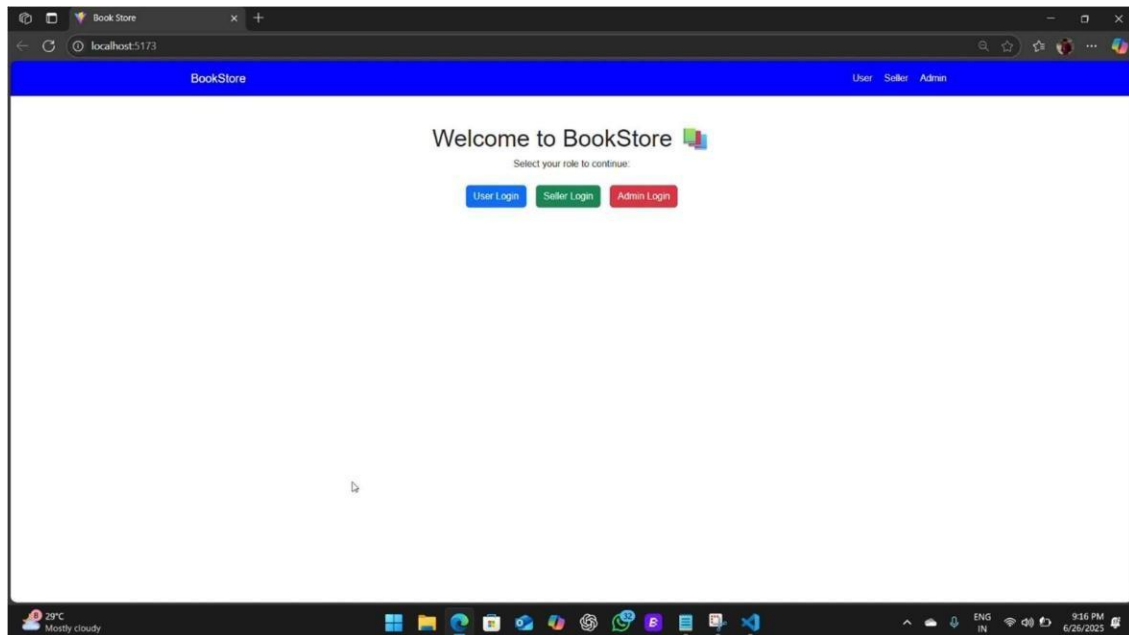 Book Store
localhost:5173
BookStore
User Seller Admin
Welcome to BookStore
Select your role to continue:
User Login Seller Login Admin Login
29°C
Mostly cloudy
ENG
IN
9:16 PM
6/26/2025